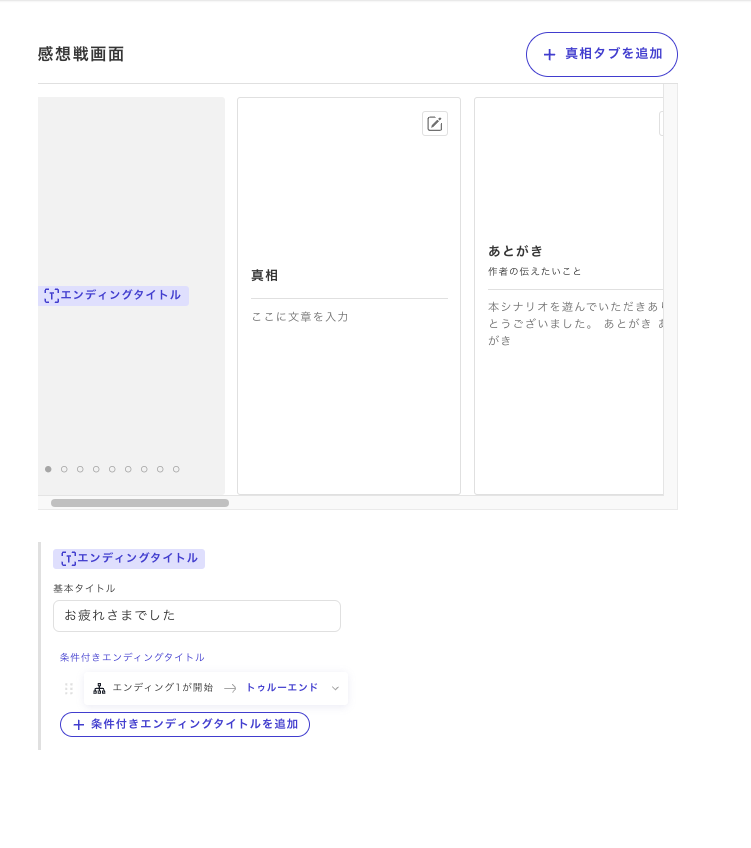 感想戦画面
真相タブを追加
エンディングタイトル
真相
ここに文章を入力
あとがき
作者の伝えたいこと
本シナリオを遊んでいただきあり
とうございました。 あとがき あ
がき
エンディングタイトル
基本タイトル
お疲れさまでした
条件付きエンディングタイトル
エンディング1が開始 → トゥルーエンド
+ 条件付きエンディングタイトルを追加